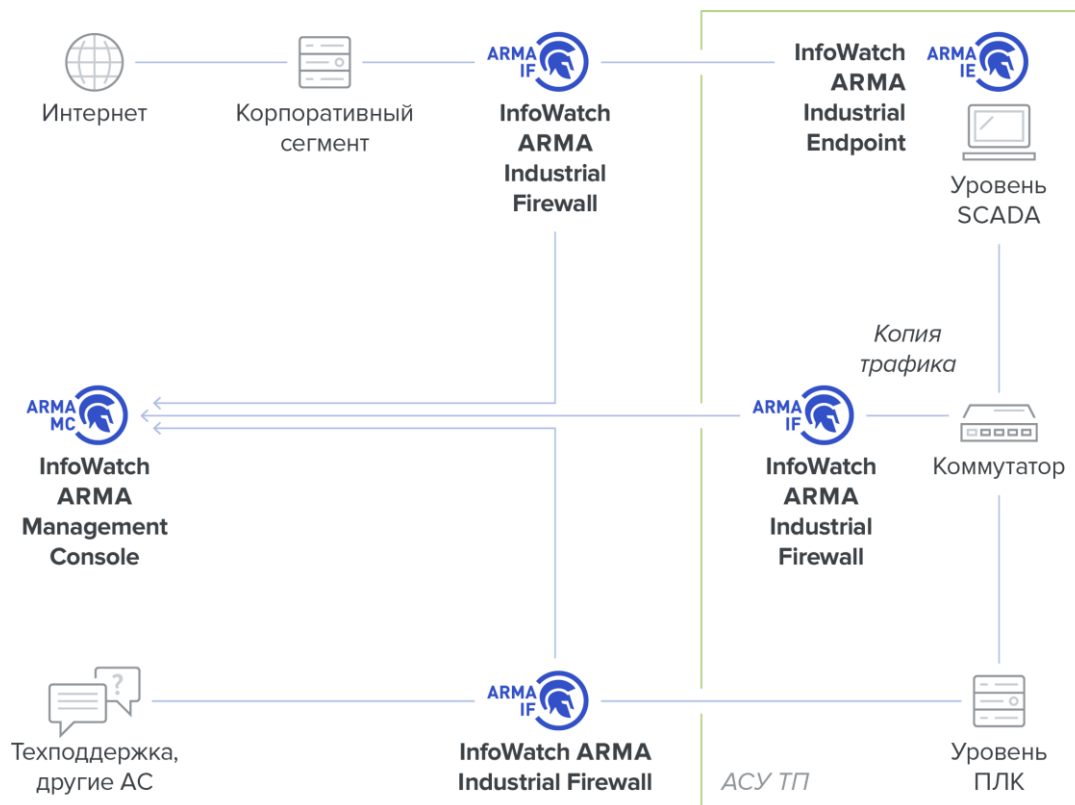 Интернет
Корпоративный
сегмент
ARMA
IF
InfoWatch
ARMA
Industrial
Firewall
InfoWatch
ARMA
Industrial
Endpoint
ARMA
IE
Уровень
SCADA
Копия
трафика
ARMA
MC
InfoWatch
ARMA
Management
Console
ARMA
IF
InfoWatch
ARMA
Industrial
Firewall
Коммутатор
?
Техподдержка,
другие АС
ARMA
IF
InfoWatch ARMA
Industrial Firewall
АСУ ТП
Уровень
ПЛК